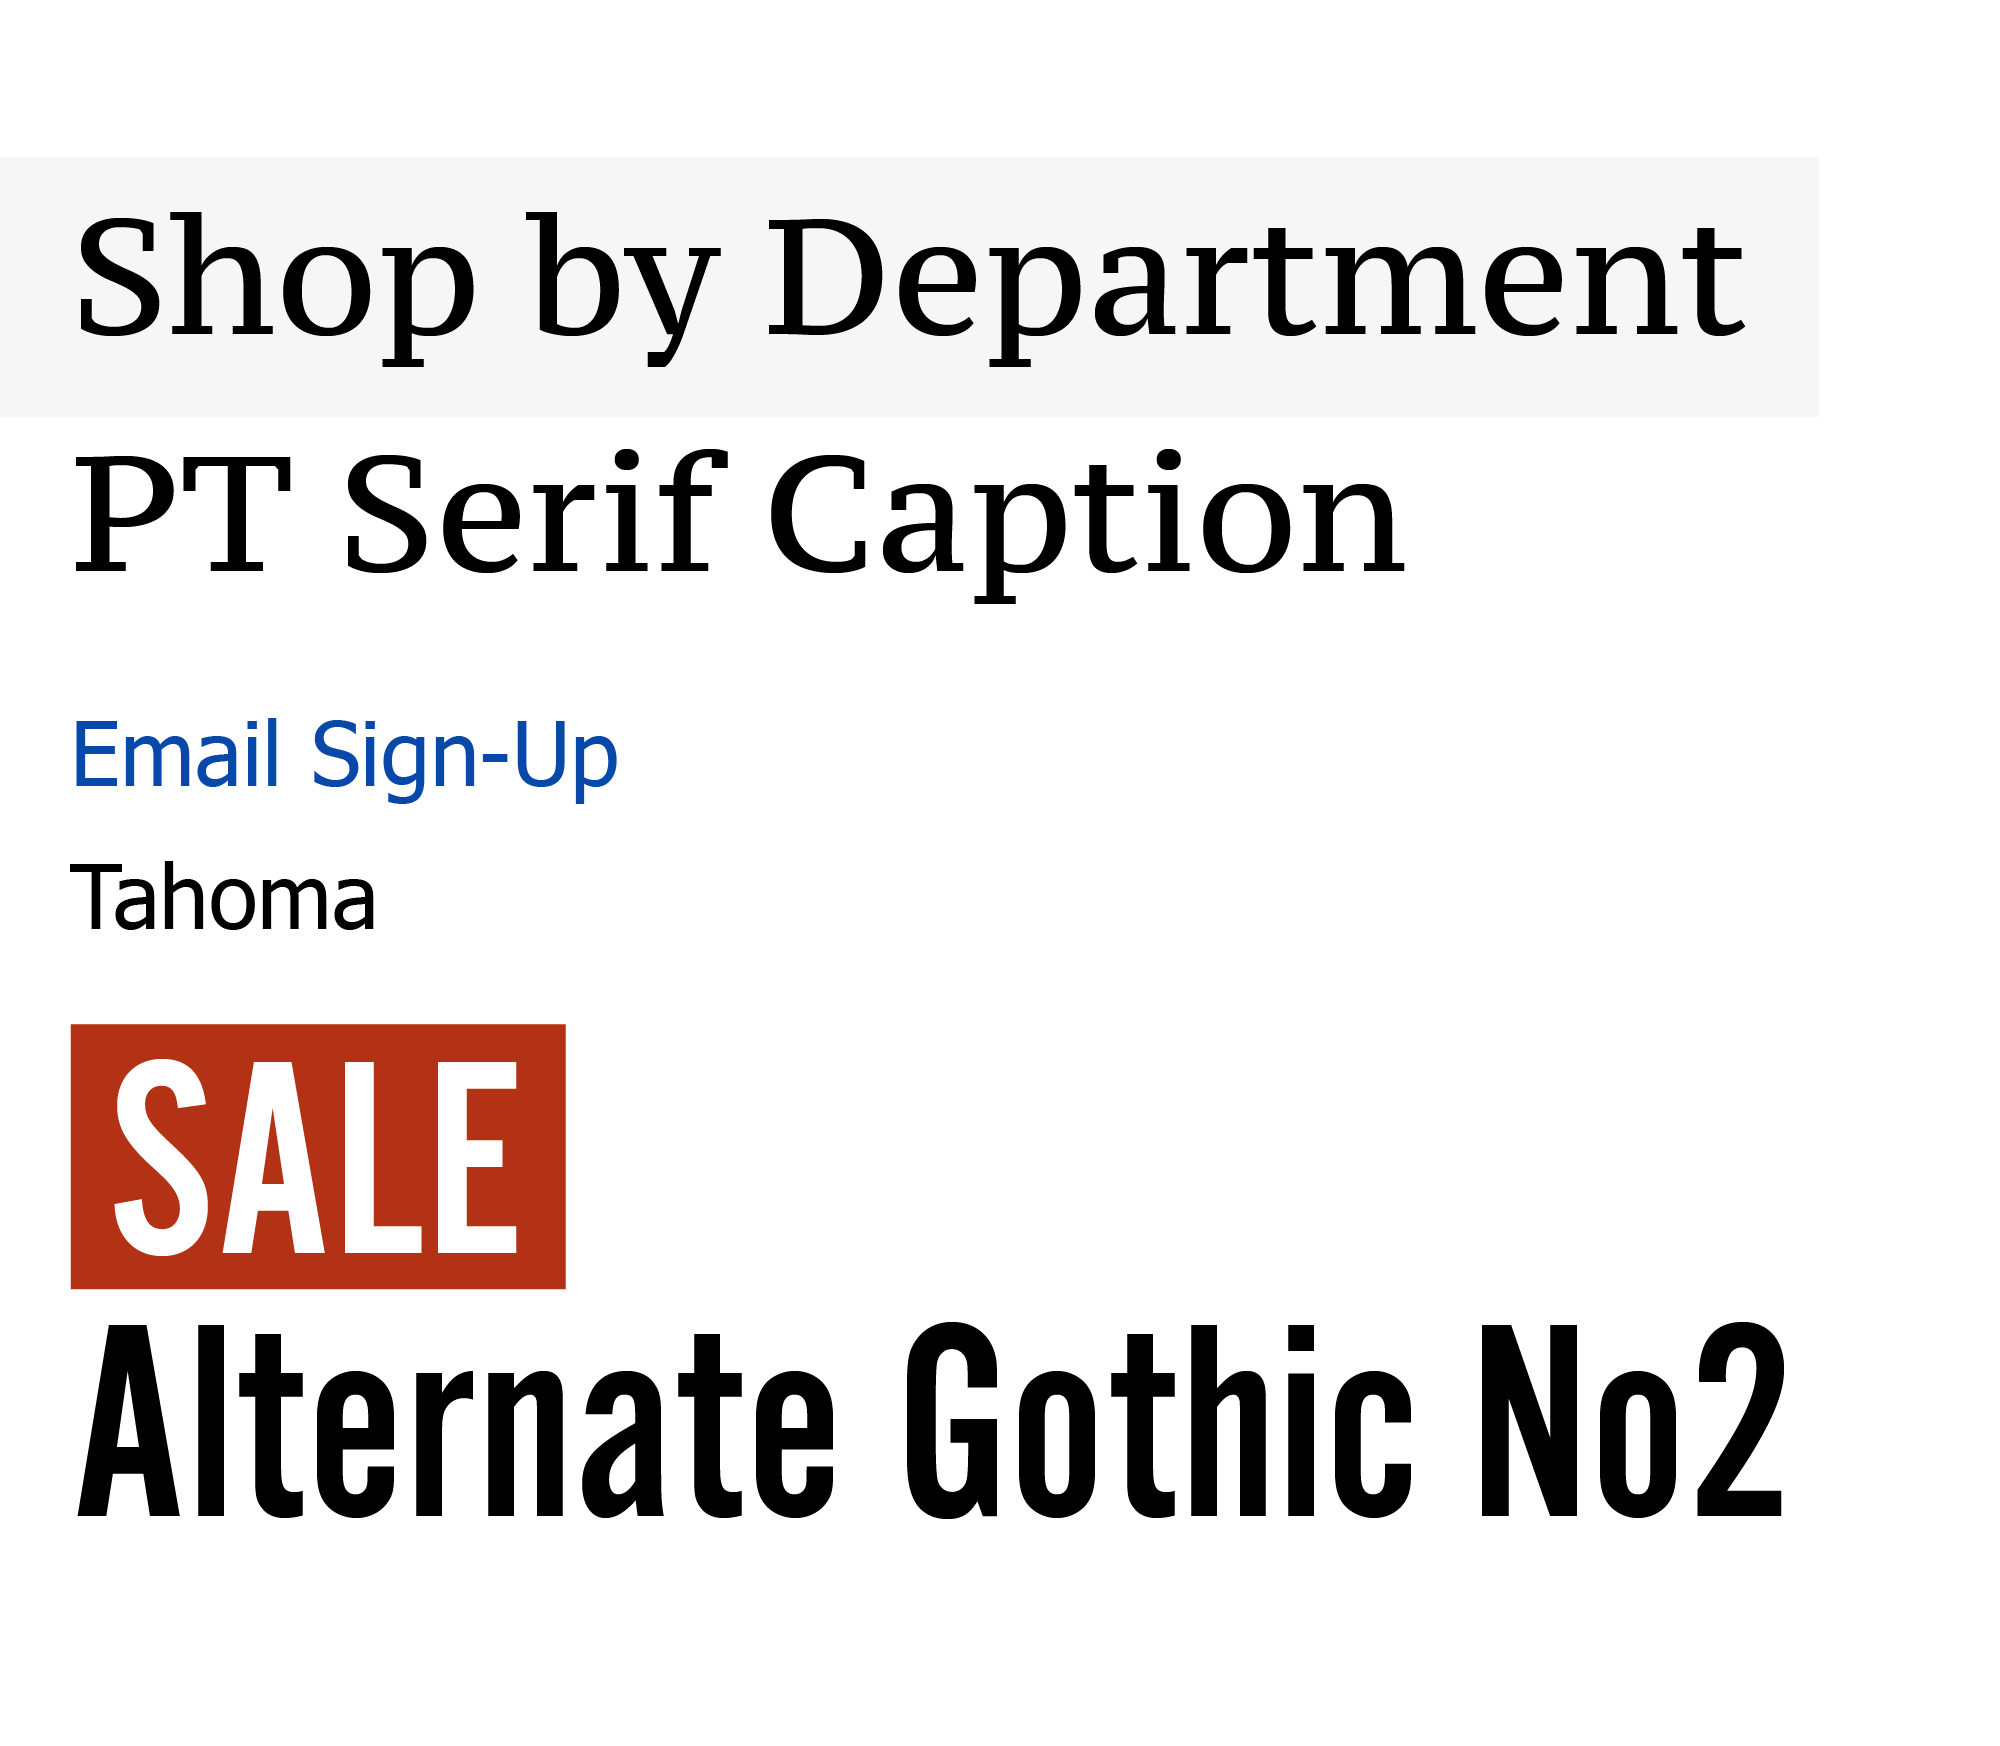 Shop by Department
PT Serif Caption
Email Sign-Up
Tahoma
SALE
Alternate Gothic No2